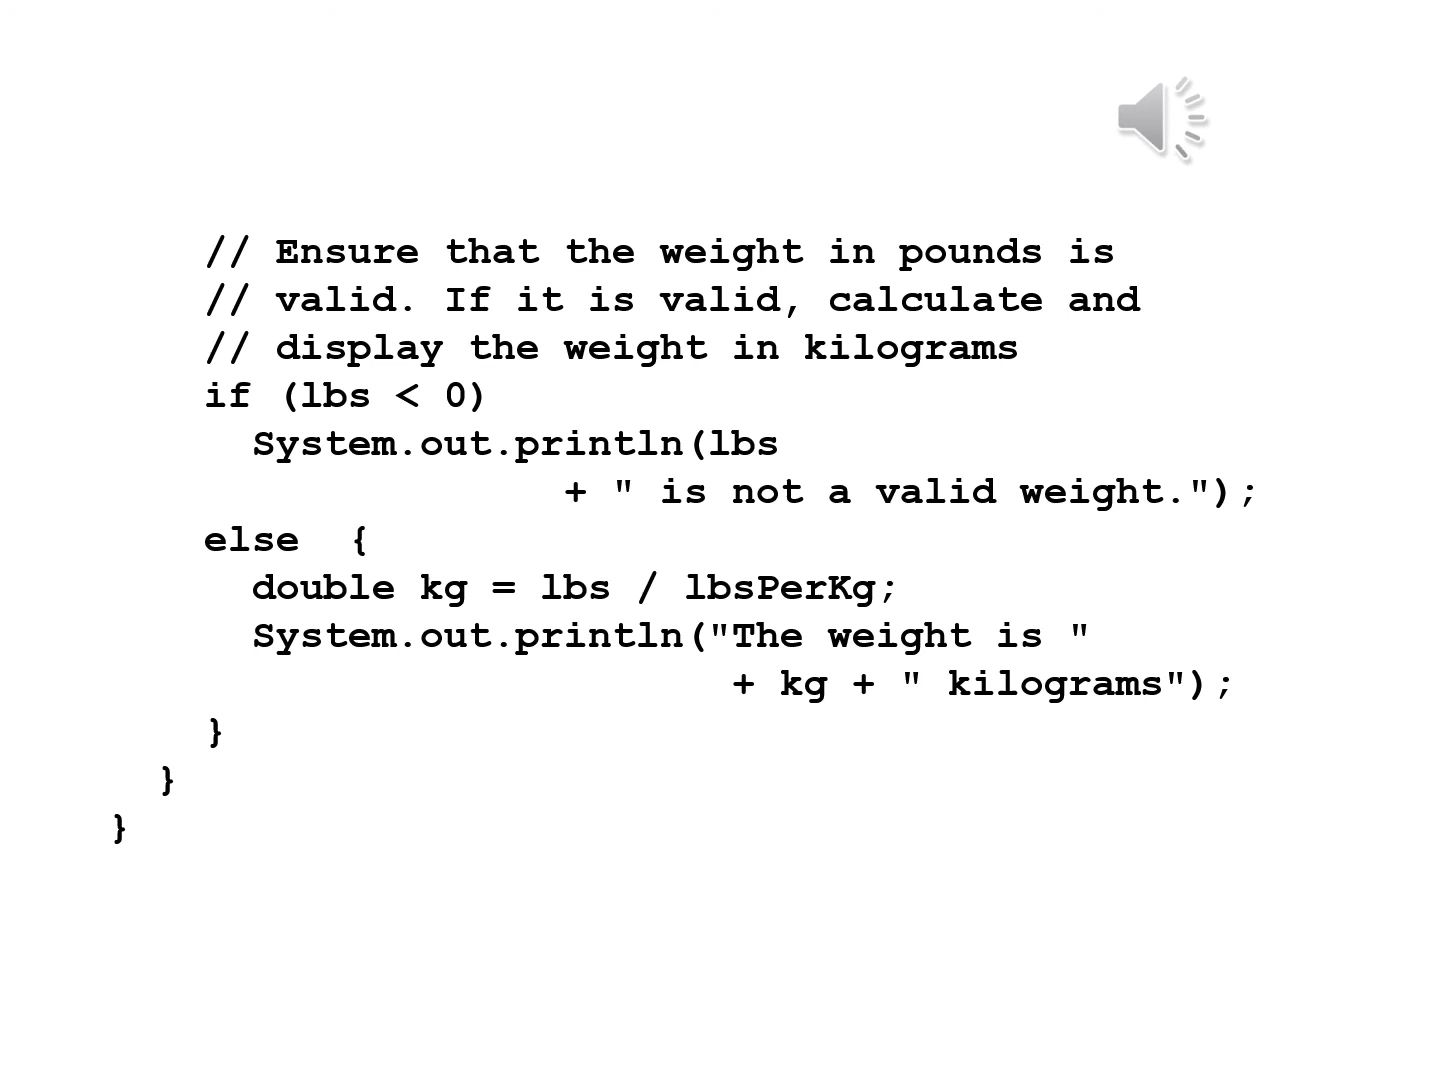 // Ensure that the weight in pounds is
// valid. If it is valid, calculate and
// display the weight in kilograms
if (lbs < 0)
System.out.println(lbs
+ " is not a valid weight.");
else {
double kg = lbs / lbsPerKg;
System.out.println("The weight is "
+ kg + " kilograms");
}
}
}